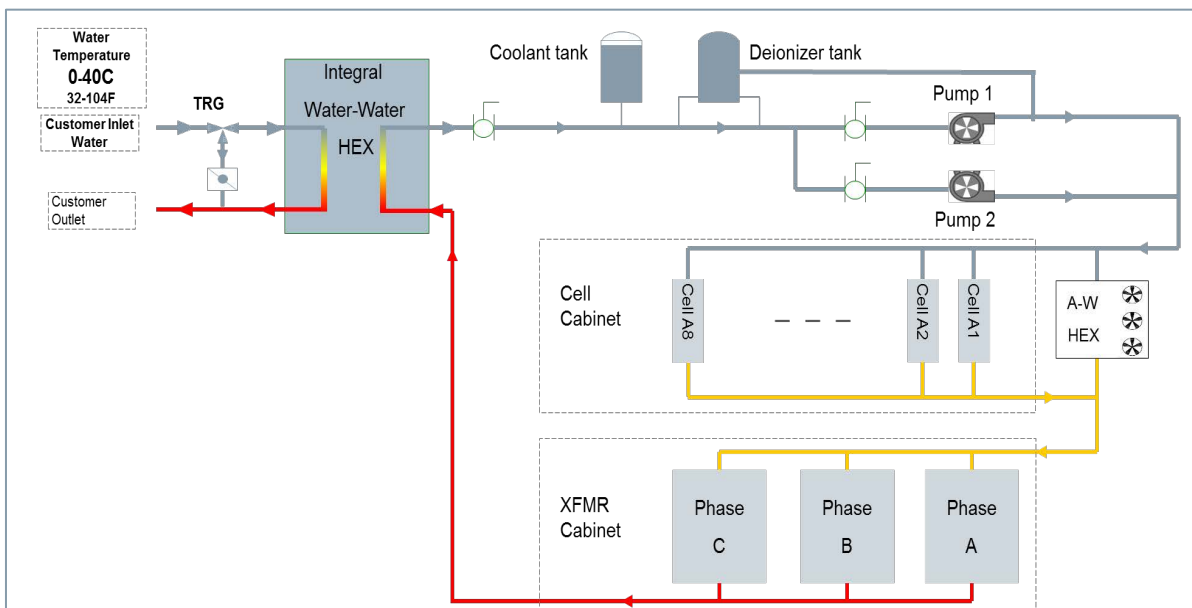 Water
Temperature
0-40C
32-104F
Customer Inlet
Water
Customer
Outlet
TRG
Integral
Water-Water
HEX
Coolant tank
Deionizer tank
Pump 1
Pump 2
Cell
Cabinet
Cell A8
Cell A2
Cell A1
A-W
HEX
XFMR
Cabinet
Phase
C
Phase
B
Phase
A